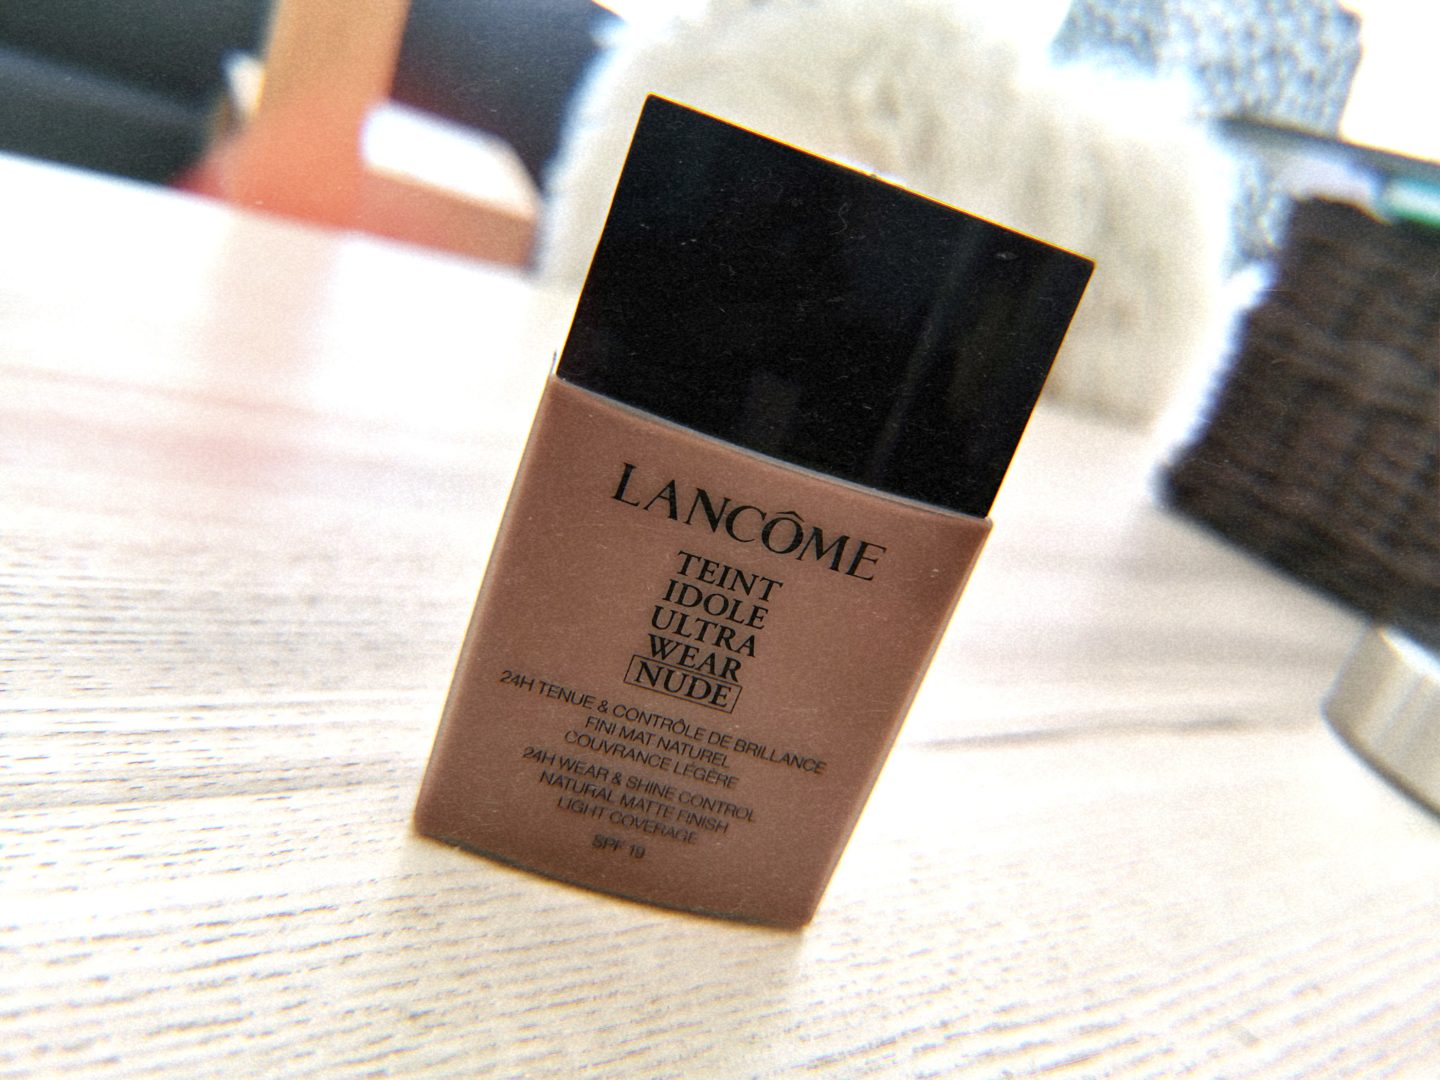 LANCÔME
TEINT
IDOLE
ULTRA
WEAR
NUDE
24H TENUE & CONTRÔLE DE BRILLANCE
FINI MAT NATUREL
COUVRANCE LÉGÈRE
24H WEAR & SHINE CONTROL
NATURAL MATTE FINISH
LIGHT COVERAGE
SPF 19